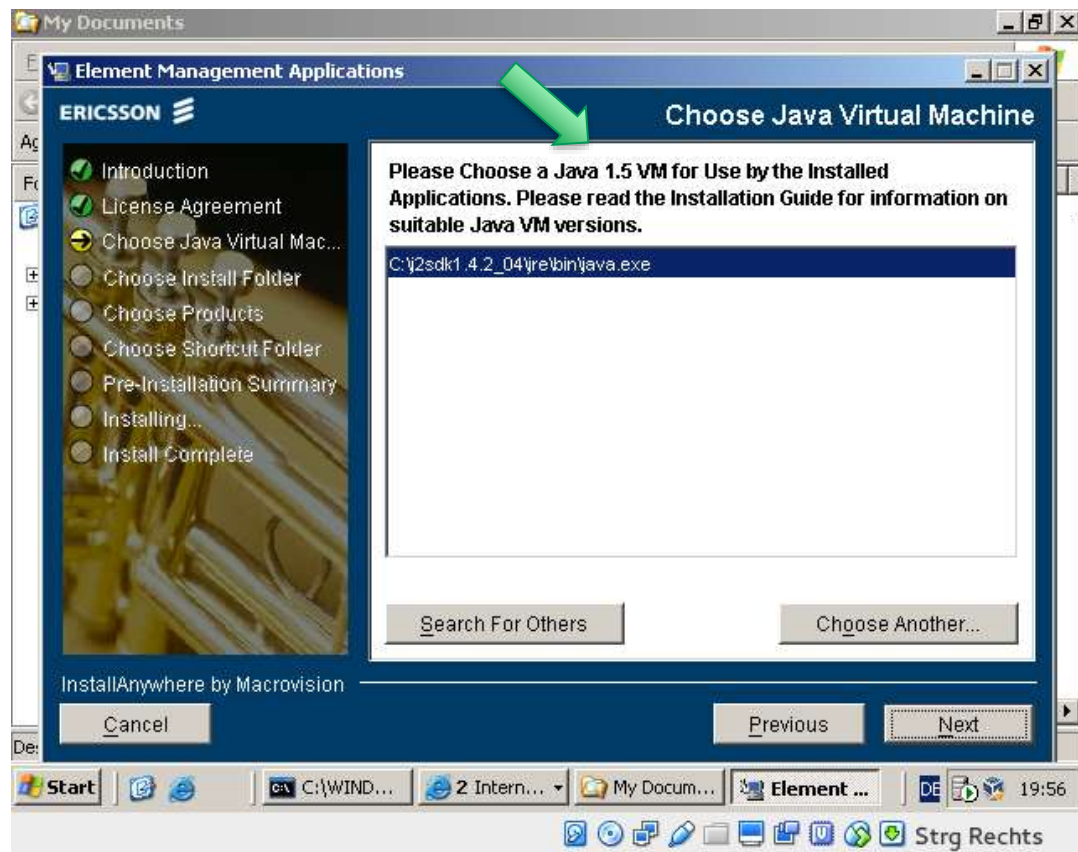 My Documents
Element Management Applications
ERICSSON
Choose Java Virtual Machine
Introduction
License Agreement
Choose Java Virtual Mac...
Choose Install Folder
Choose Products
Choose Shortcut Folder
Pre-Installation Summary
Installing...
Install Complete
Please Choose a Java 1.5 VM for Use by the Installed
Applications. Please read the Installation Guide for information on
suitable Java VM versions.
C:\j2sdk1.4.2_04\jre\bin\java.exe
Search For Others
Choose Another...
InstallAnywhere by Macrovision
Cancel
Previous
Next
Start
C:\WIND...
2 Intern...
My Docum...
Element ...
DE
19:56
Strg Rechts